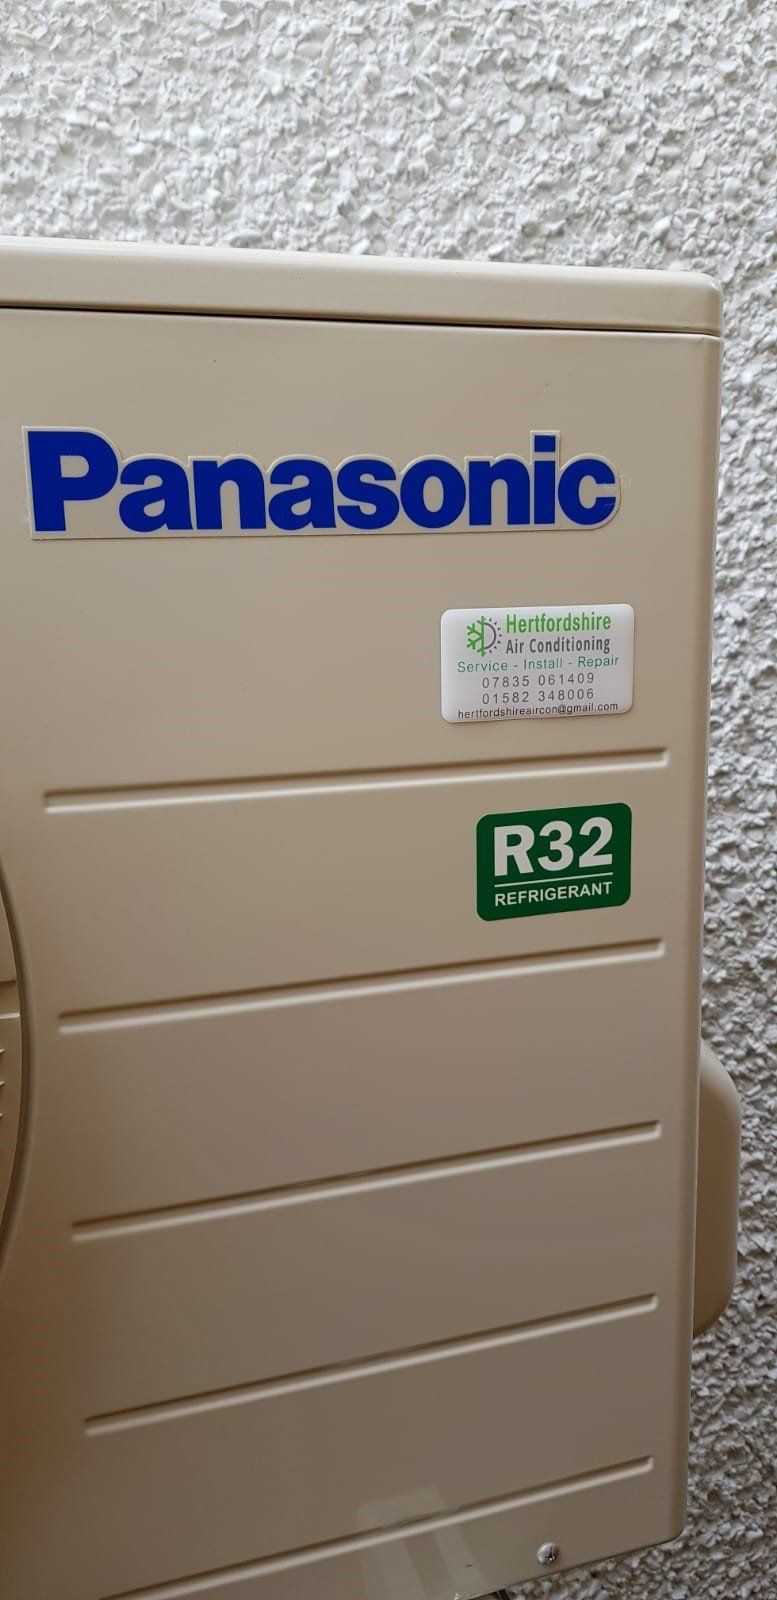 Panasonic
Hertfordshire
Air Conditioning
Service - Install - Repair
07835 061409
01582 348006
hertfordshireaircon@gmail.com
R32
REFRIGERANT